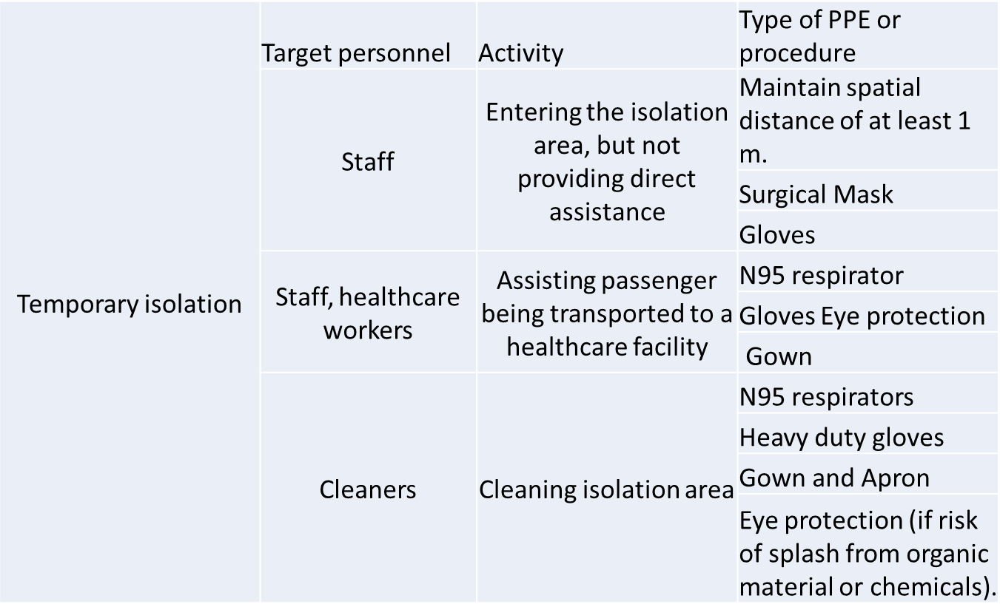 Target personnel
Activity
Type of PPE or
procedure
Temporary isolation
Staff
Entering the isolation
area, but not
providing direct
assistance
Maintain spatial
distance of at least 1
m.
Surgical Mask
Gloves
Staff, healthcare
workers
Assisting passenger
being transported to a
healthcare facility
N95 respirator
Gloves Eye protection
Gown
Cleaners
Cleaning isolation area
N95 respirators
Heavy duty gloves
Gown and Apron
Eye protection (if risk
of splash from organic
material or chemicals).